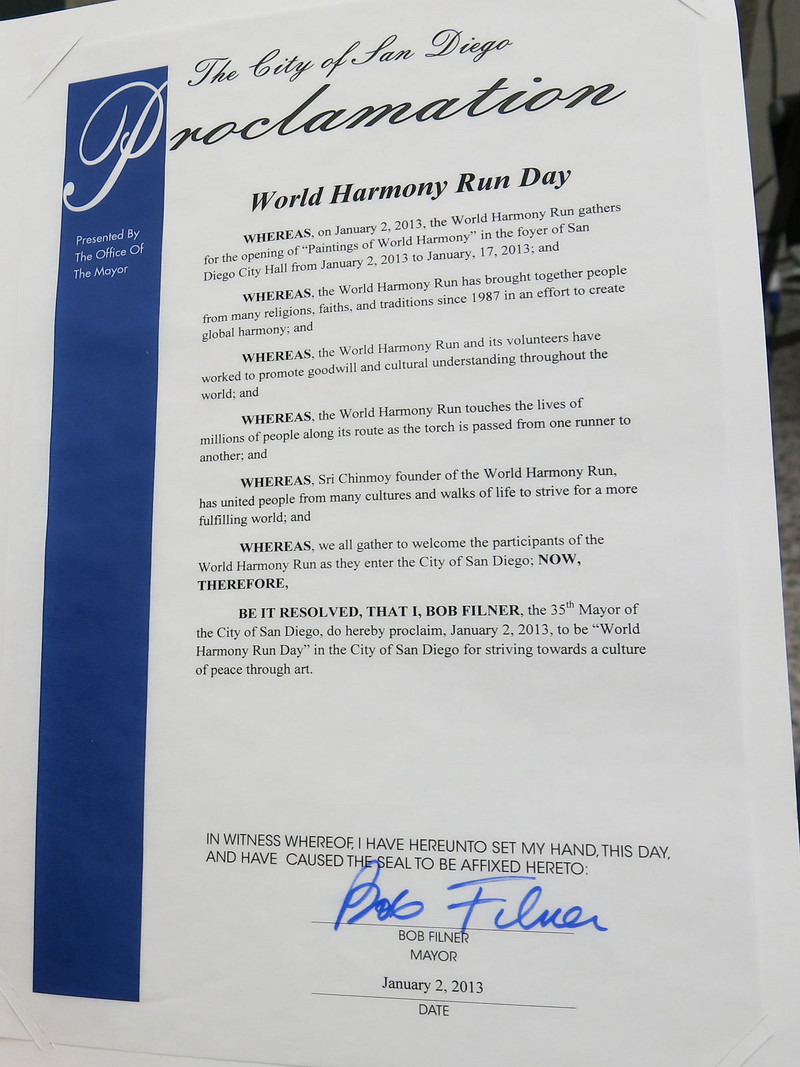 The City of San Diego
Proclamation
Presented By
The Office Of
The Mayor
World Harmony Run Day
WHEREAS, on January 2, 2013, the World Harmony Run gathers
for the opening of "Paintings of World Harmony" in the foyer of San
Diego City Hall from January 2, 2013 to January, 17, 2013; and
WHEREAS, the World Harmony Run has brought together people
from many religions, faiths, and traditions since 1987 in an effort to create
global harmony; and
WHEREAS, the World Harmony Run and its volunteers have
worked to promote goodwill and cultural understanding throughout the
world; and
WHEREAS, the World Harmony Run touches the lives of
millions of people along its route as the torch is passed from one runner to
another; and
WHEREAS, Sri Chinmoy founder of the World Harmony Run,
has united people from many cultures and walks of life to strive for a more
fulfilling world; and
WHEREAS, we all gather to welcome the participants of the
World Harmony Run as they enter the City of San Diego; NOW,
THEREFORE,
BE IT RESOLVED, THAT I, BOB FILNER, the 35th Mayor of
the City of San Diego, do hereby proclaim, January 2, 2013, to be "World
Harmony Run Day" in the City of San Diego for striving towards a culture
of peace through art.
IN WITNESS WHEREOF, I HAVE HEREUNTO SET MY HAND, THIS DAY,
AND HAVE CAUSED THE SEAL TO BE AFFIXED HERETO:
Bob Filner
BOB FILNER
MAYOR
January 2, 2013
DATE